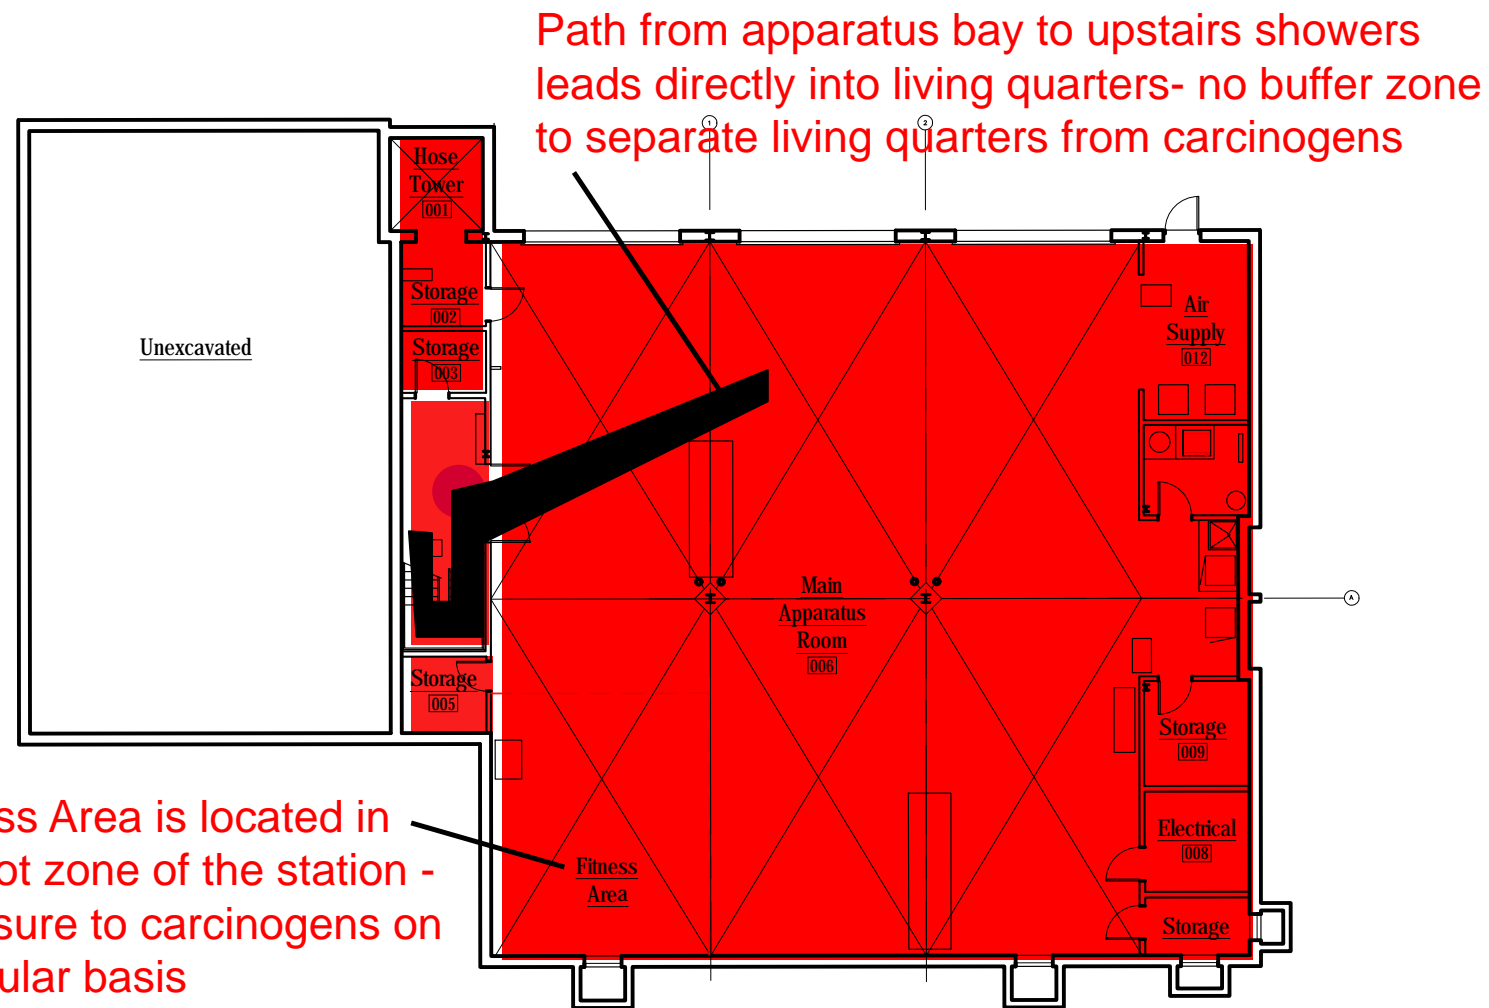 Path from apparatus bay to upstairs showers
leads directly into living quarters- no buffer zone
to separate living quarters from carcinogens
1
2
Hose
Tower
001
Storage
002
Storage
003
Unexcavated
Air
Supply
012
Main
Apparatus
Room
006
A
Storage
005
Storage
009
Electrical
008
Storage
Fitness
Area
ss Area is located in
ot zone of the station -
sure to carcinogens on
ular basis